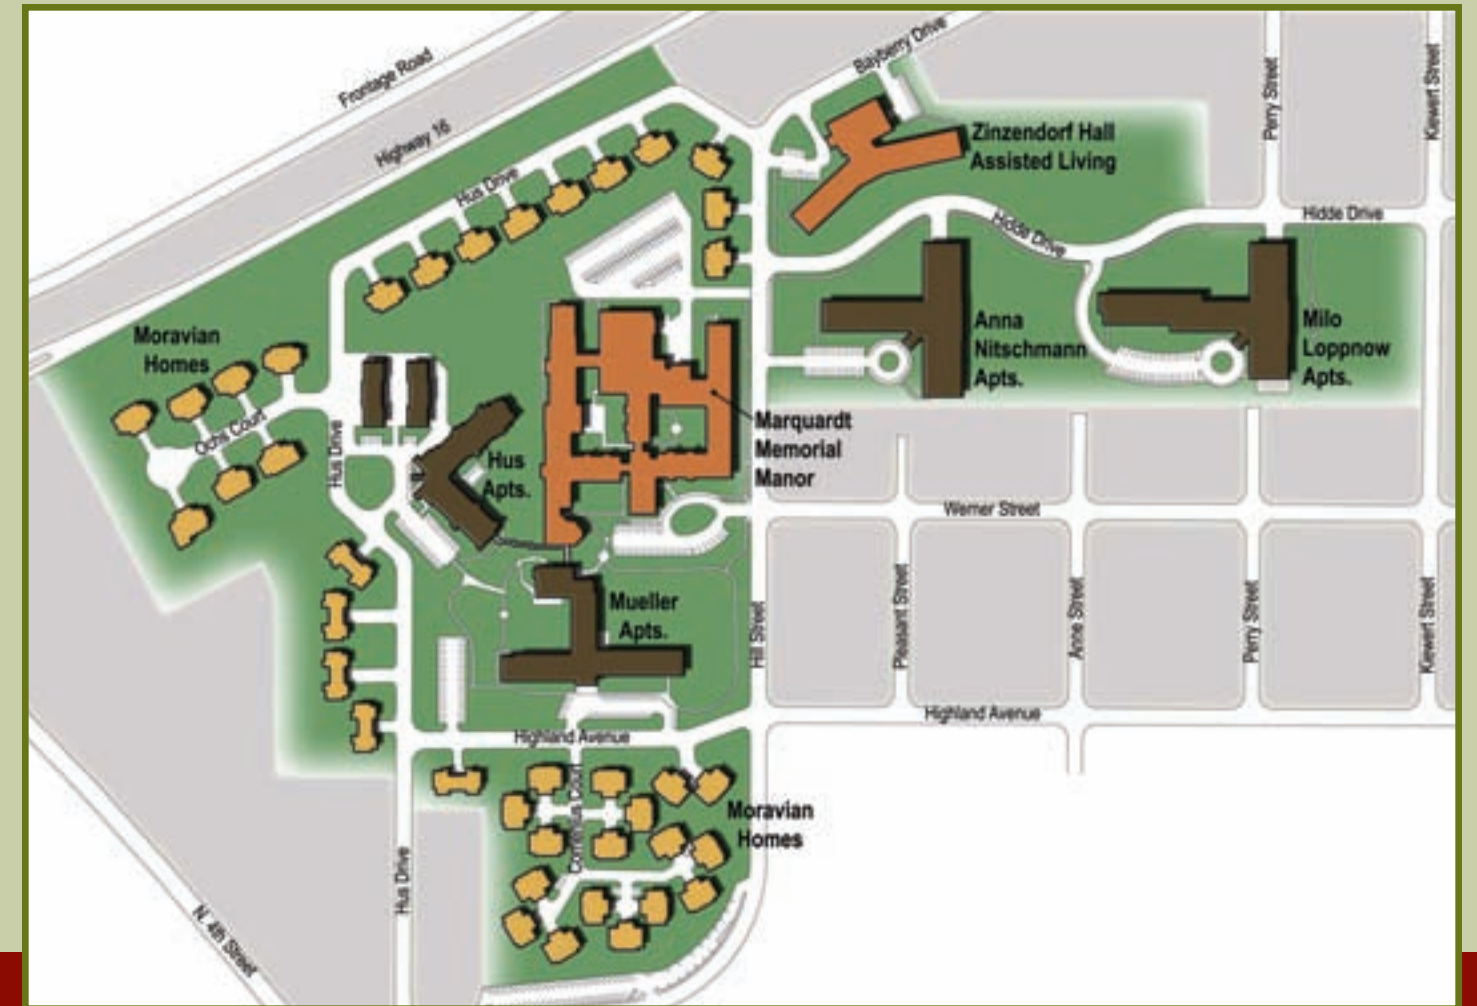 Frontage Road
Highway 16
Bayberry Drive
Perry Street
Kiewert Street
Zinzendorf Hall
Assisted Living
Hus Drive
Hidde Drive
Hidde Drive
Moravian
Homes
Anna
Nitschmann
Apts.
Milo
Loppnow
Apts.
Ochs Court
Hus Drive
Hus
Apts.
Marquardt
Memorial
Manor
Werner Street
Mueller
Apts.
Hill Street
Pleasant Street
Anne Street
Perry Street
Kiewert Street
Highland Avenue
Highland Avenue
Court
Moravian
Homes
Hus Drive
N. 4th Street